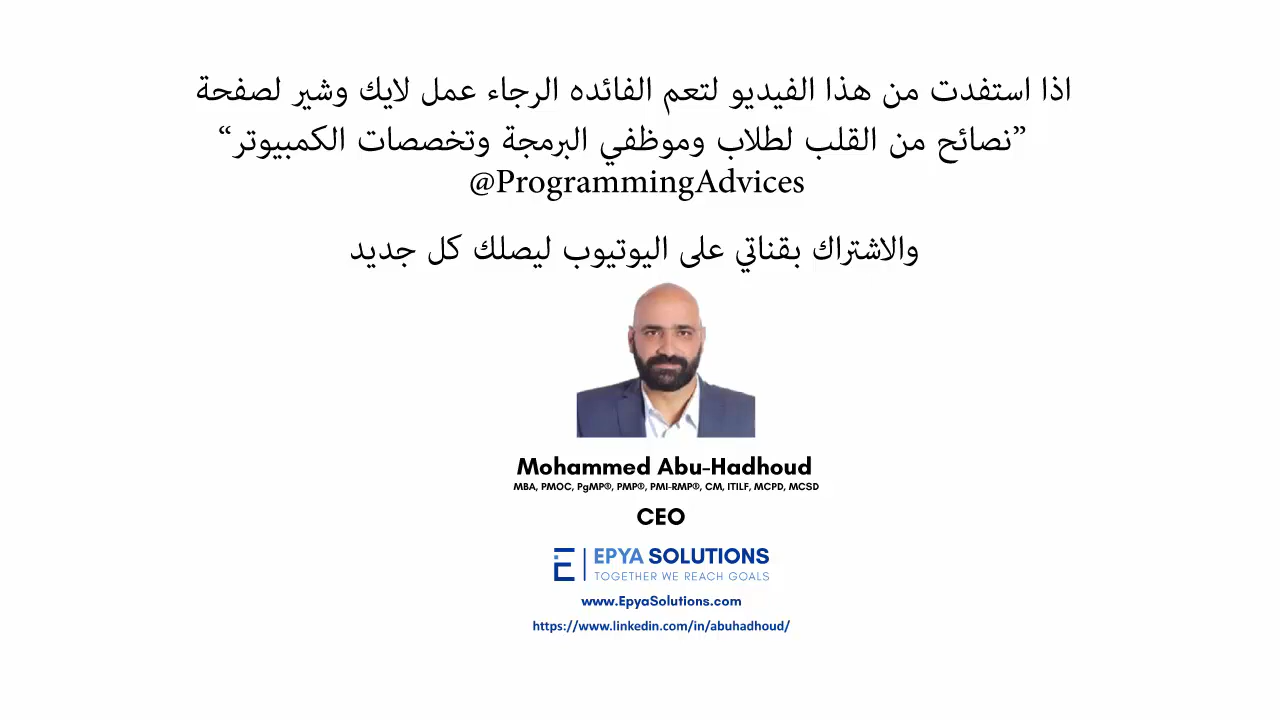 اذا استفدت من هذا الفيديو لتعم الفائده الرجاء عمل لايك وشير لصفحة
”نصائح من القلب لطلاب وموظفي البرمجة وتخصصات الكمبيوتر“
@ProgrammingAdvices
والاشتراك بقناتي على اليوتيوب ليصلك كل جديد
Mohammed Abu-Hadhoud
MBA, PMOC, PgMP®, PMP®, PMI-RMP®, CM, ITILF, MCPD, MCSD
CEO
EPYA SOLUTIONS
TOGETHER WE REACH GOALS
www.EpyaSolutions.com
https://www.linkedin.com/in/abuhadhoud/